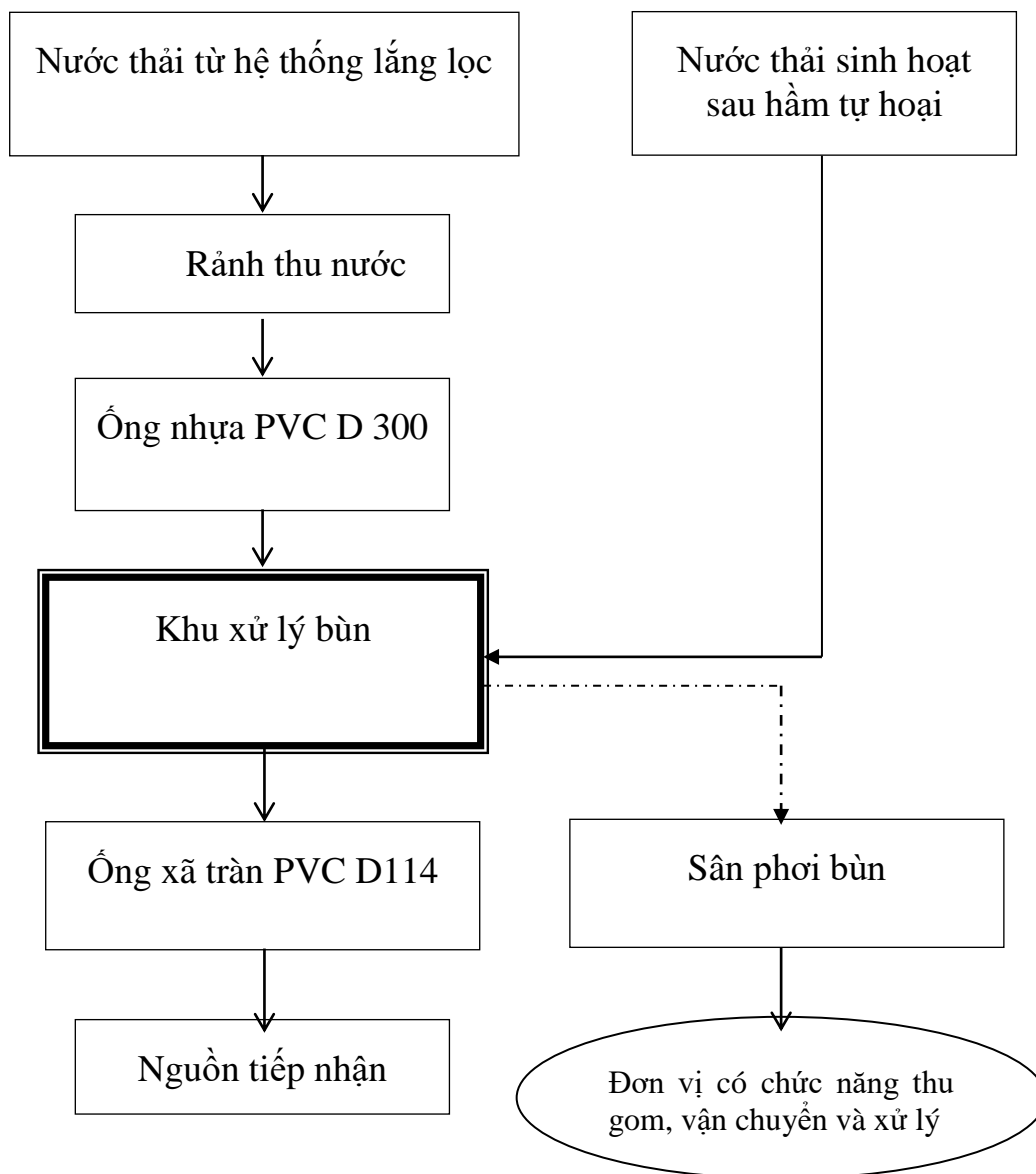 Nước thải từ hệ thống lắng lọc
Nước thải sinh hoạt
sau hầm tự hoại
Rảnh thu nước
Ống nhựa PVC D 300
Khu xử lý bùn
Ống xã tràn PVC D114
Sân phơi bùn
Nguồn tiếp nhận
Đơn vị có chức năng thu
gom, vận chuyển và xử lý